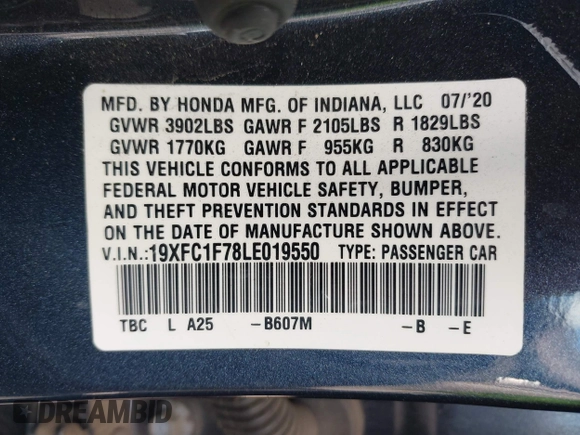 MFD. BY HONDA MFG. OF INDIANA, LLC 07/'20
GVWR 3902LBS GAWR F 2105LBS R 1829LBS
GVWR 1770KG GAWR F 955KG R 830KG
THIS VEHICLE CONFORMS TO ALL APPLICABLE
FEDERAL MOTOR VEHICLE SAFETY, BUMPER,
AND THEFT PREVENTION STANDARDS IN EFFECT
ON THE DATE OF MANUFACTURE SHOWN ABOVE.
V.I.N.:19XFC1F78LE019550 TYPE: PASSENGER CAR
TBC L A25 -B607M -B -E
DREAMBID